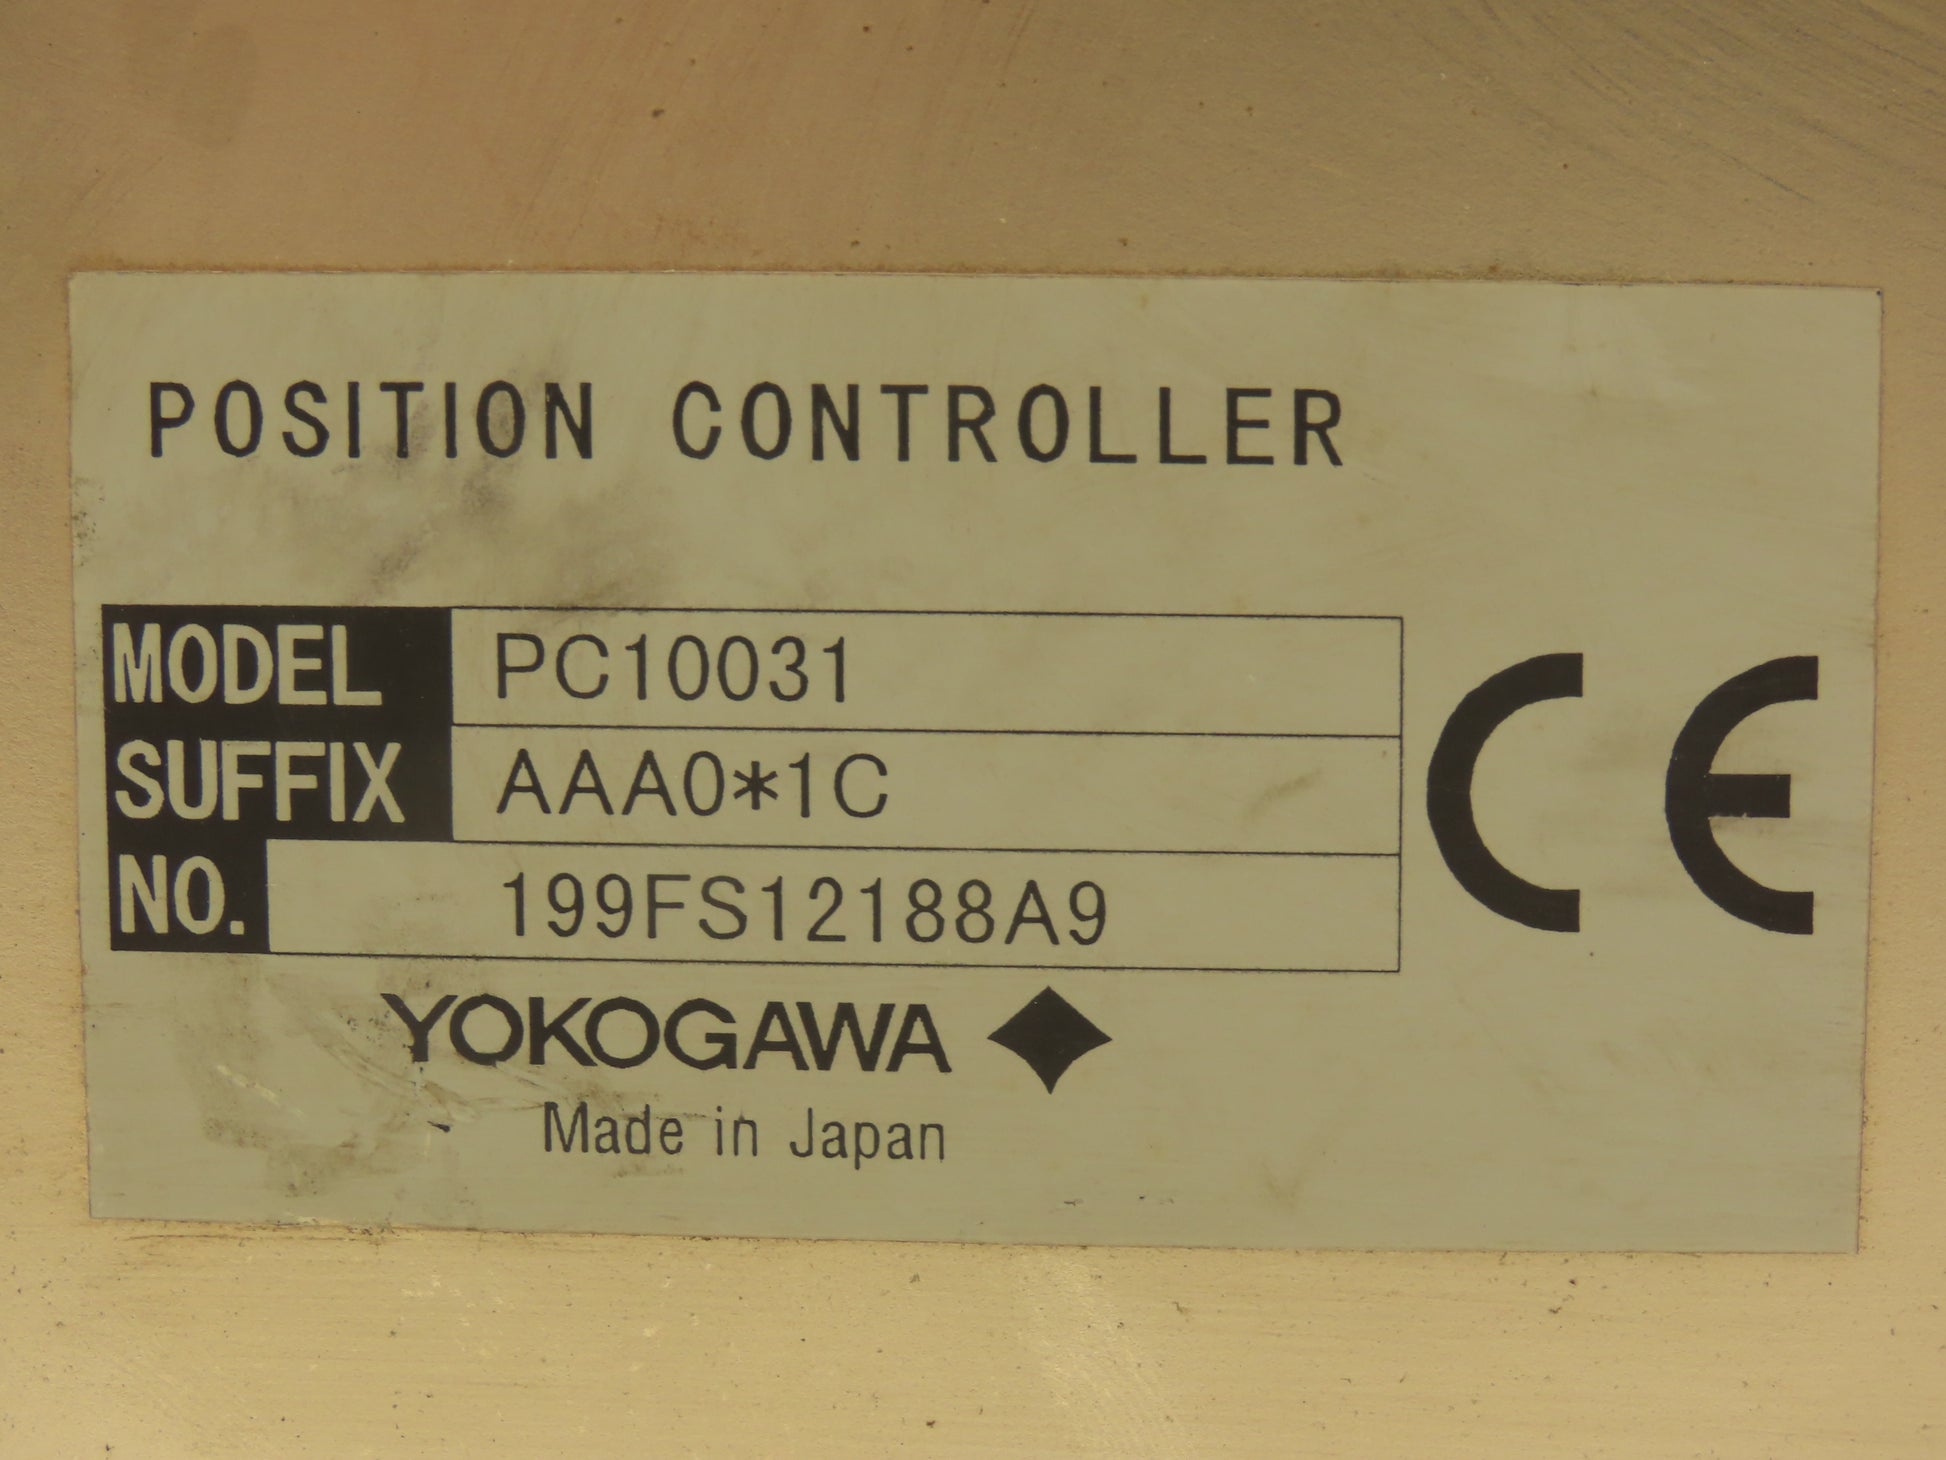 POSITION CONTROLLER
MODEL PC10031
SUFFIX AAA0*1C
NO. 199FS12188A9
CE
YOKOGAWA
Made in Japan